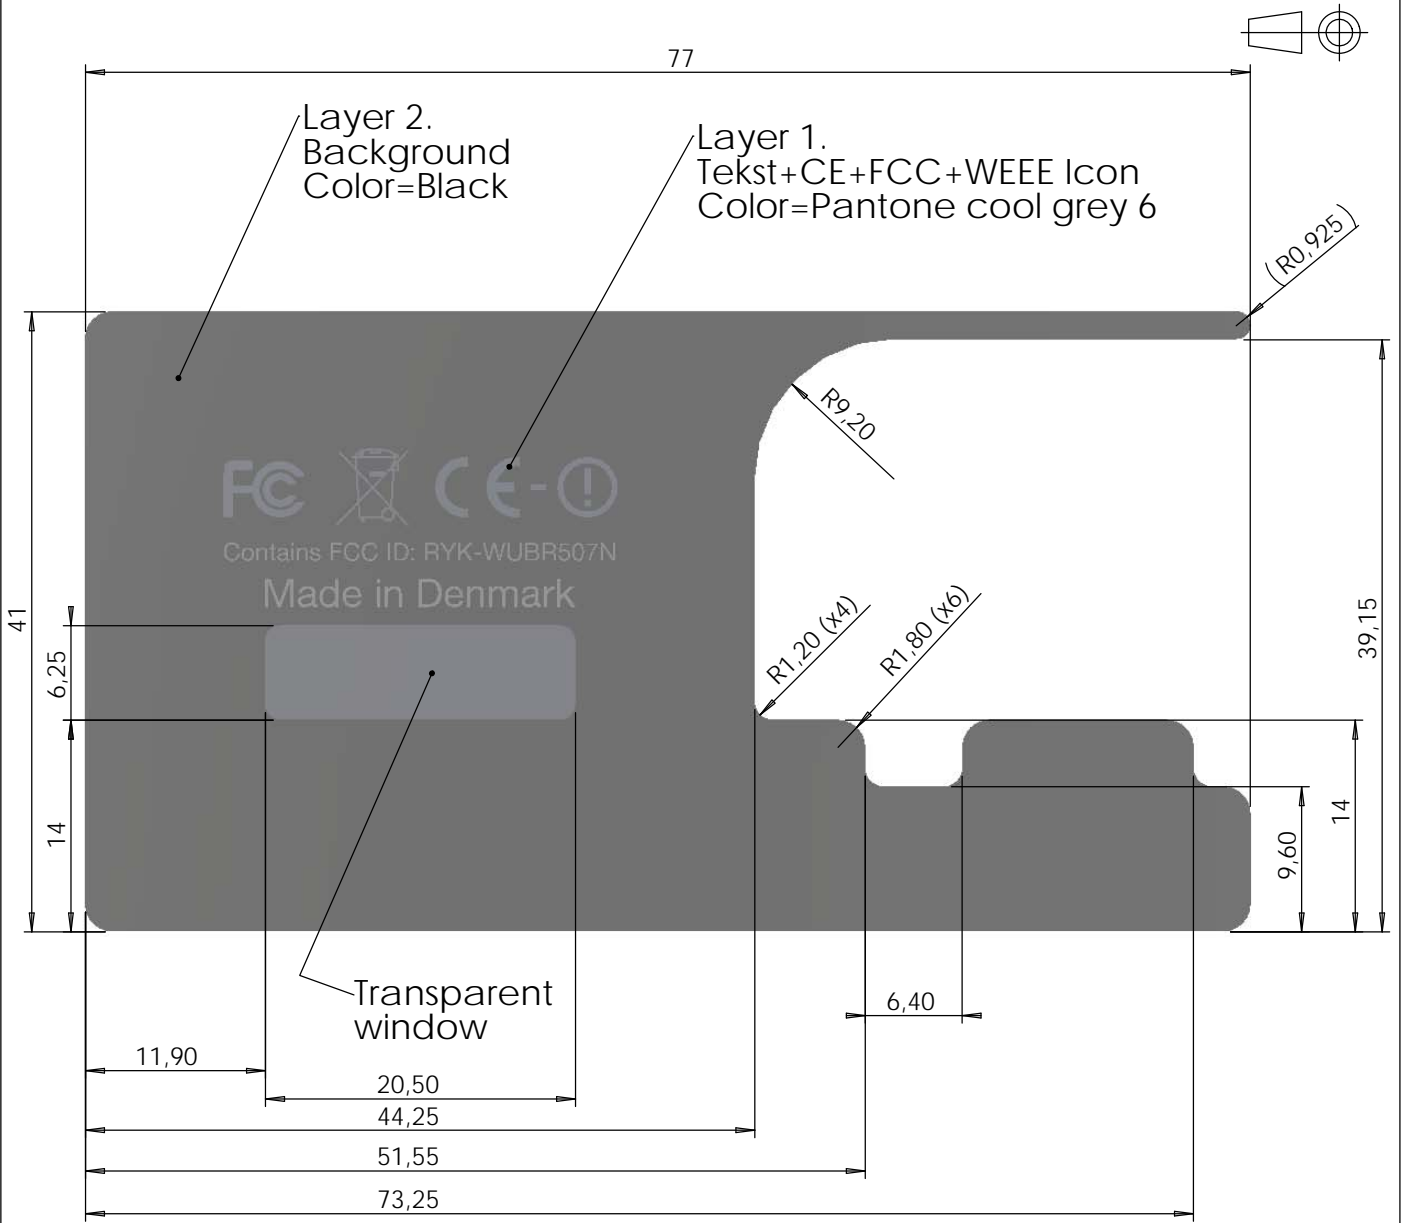 77
Layer 2.
Background
Color=Black
Layer 1.
Tekst+CE+FCC+WEEE Icon
Color=Pantone cool grey 6
(R0,925)
R9,20
FC CE-!
Contains FCC ID: RYK-WUBR507N
Made in Denmark
41
6,25
14
R1,20 (x4)
R1,80 (x6)
39,15
14
9,60
Transparent
window
6,40
11,90
20,50
44,25
51,55
73,25